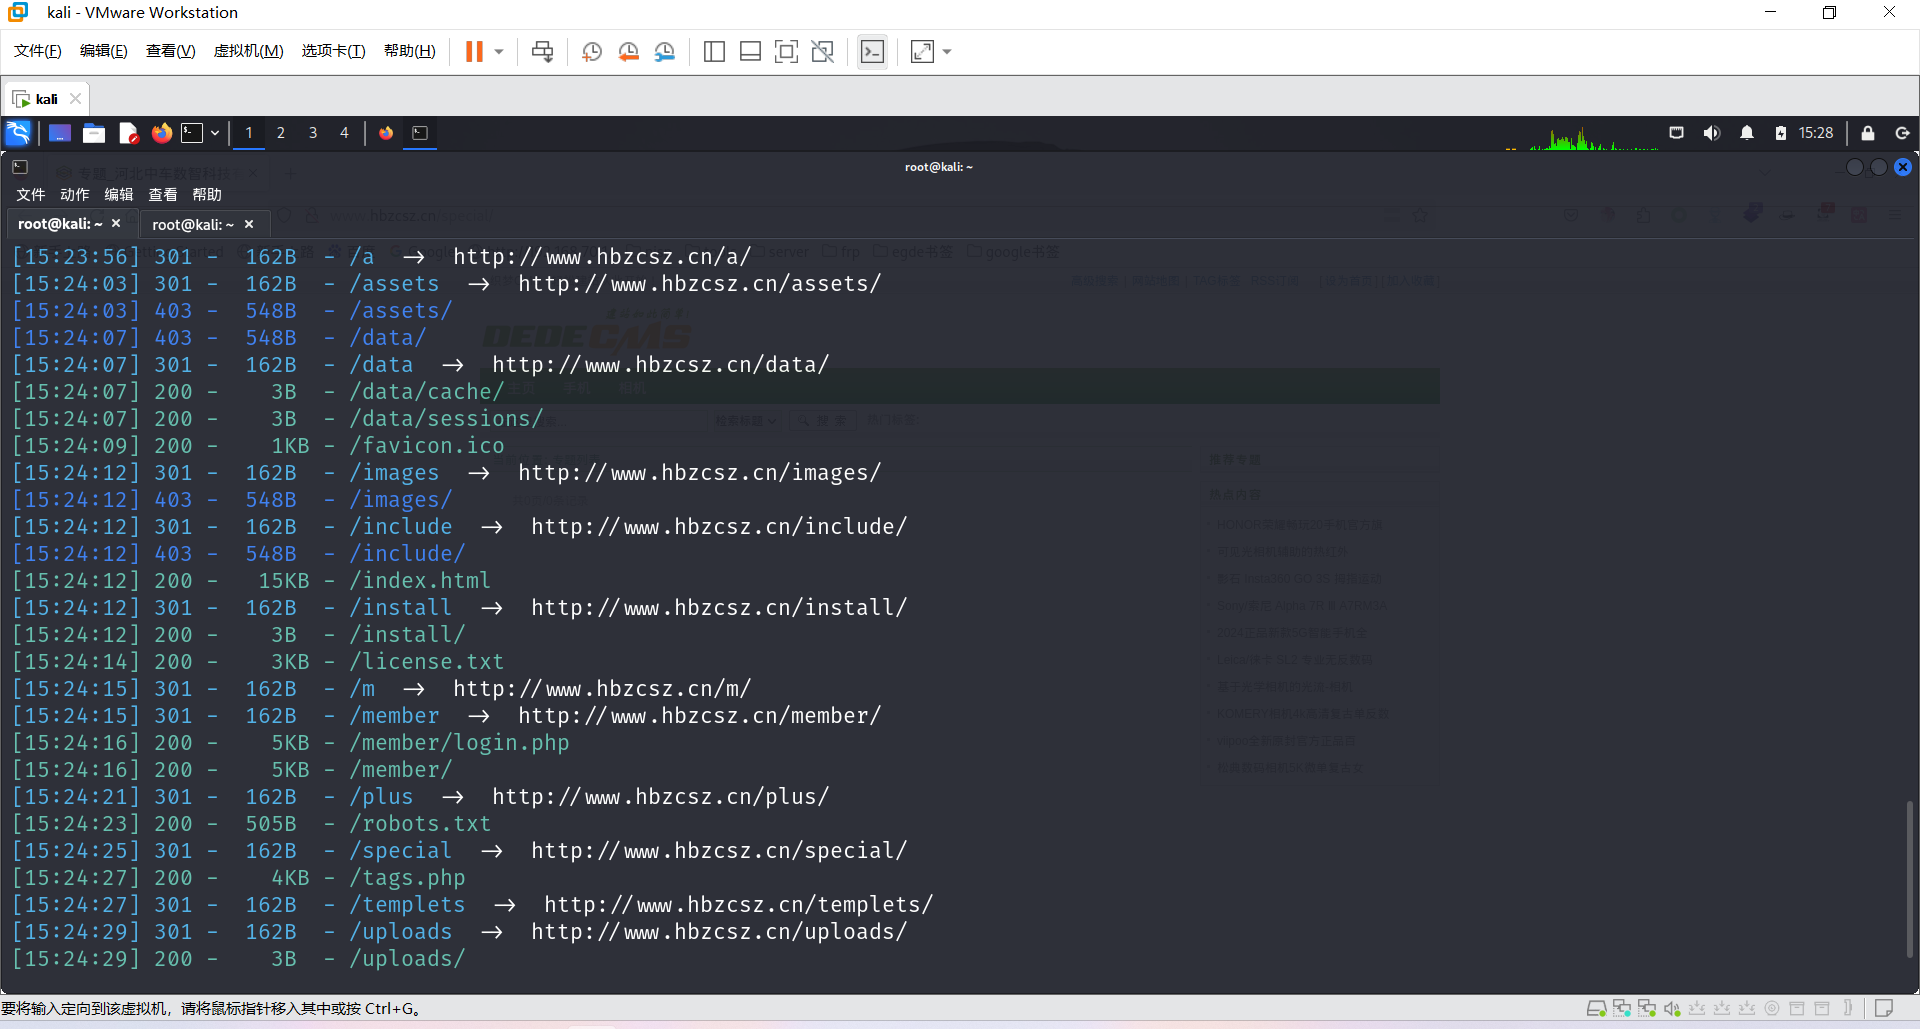 kali - VMware Workstation
文件(F) 编辑(E) 查看(V) 虚拟机(M) 选项卡(T) 帮助(H)
kali
1 2 3 4 15:28
root@kali: ~
文件 动作 编辑 查看 帮助
root@kali: ~ × root@kali: ~ ×
[15:23:56] 301 - 162B - /a -> http://www.hbzcsz.cn/a/
[15:24:03] 301 - 162B - /assets -> http://www.hbzcsz.cn/assets/
[15:24:03] 403 - 548B - /assets/
[15:24:07] 403 - 548B - /data/
[15:24:07] 301 - 162B - /data -> http://www.hbzcsz.cn/data/
[15:24:07] 200 - 3B - /data/cache/
[15:24:07] 200 - 3B - /data/sessions/
[15:24:09] 200 - 1KB - /favicon.ico
[15:24:12] 301 - 162B - /images -> http://www.hbzcsz.cn/images/
[15:24:12] 403 - 548B - /images/
[15:24:12] 301 - 162B - /include -> http://www.hbzcsz.cn/include/
[15:24:12] 403 - 548B - /include/
[15:24:12] 200 - 15KB - /index.html
[15:24:12] 301 - 162B - /install -> http://www.hbzcsz.cn/install/
[15:24:12] 200 - 3B - /install/
[15:24:14] 200 - 3KB - /license.txt
[15:24:15] 301 - 162B - /m -> http://www.hbzcsz.cn/m/
[15:24:15] 301 - 162B - /member -> http://www.hbzcsz.cn/member/
[15:24:16] 200 - 5KB - /member/login.php
[15:24:16] 200 - 5KB - /member/
[15:24:21] 301 - 162B - /plus -> http://www.hbzcsz.cn/plus/
[15:24:23] 200 - 505B - /robots.txt
[15:24:25] 301 - 162B - /special -> http://www.hbzcsz.cn/special/
[15:24:27] 200 - 4KB - /tags.php
[15:24:27] 301 - 162B - /templets -> http://www.hbzcsz.cn/templets/
[15:24:29] 301 - 162B - /uploads -> http://www.hbzcsz.cn/uploads/
[15:24:29] 200 - 3B - /uploads/
要将输入定向到该虚拟机，请将鼠标指针移入其中或按 Ctrl+G。